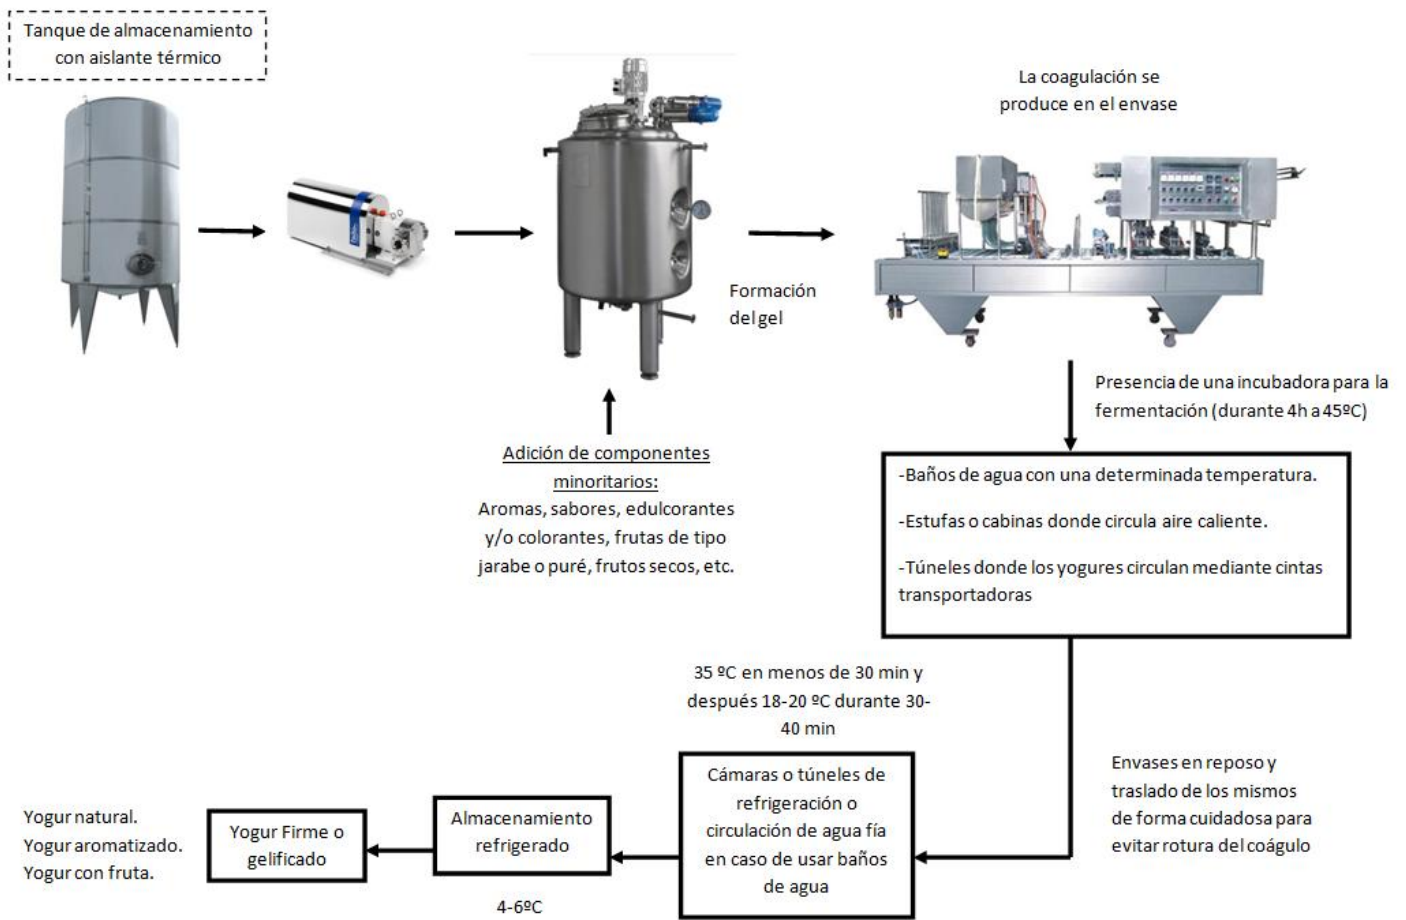 Tanque de almacenamiento
con aislante térmico
La coagulación se
produce en el envase
Formación
del gel
Presencia de una incubadora para la
fermentación (durante 4h a 45ºC)
Adición de componentes
minoritarios:
Aromas, sabores, edulcorantes
y/o colorantes, frutas de tipo
jarabe o puré, frutos secos, etc.
-Baños de agua con una determinada temperatura.
-Estufas o cabinas donde circula aire caliente.
-Túneles donde los yogures circulan mediante cintas
transportadoras
35 ºC en menos de 30 min y
después 18-20 ºC durante 30-
40 min
Envases en reposo y
traslado de los mismos
de forma cuidadosa para
evitar rotura del coágulo
Cámaras o túneles de
refrigeración o
circulación de agua fía
en caso de usar baños
de agua
Almacenamiento
refrigerado
4-6ºC
Yogur Firme o
gelificado
Yogur natural.
Yogur aromatizado.
Yogur con fruta.